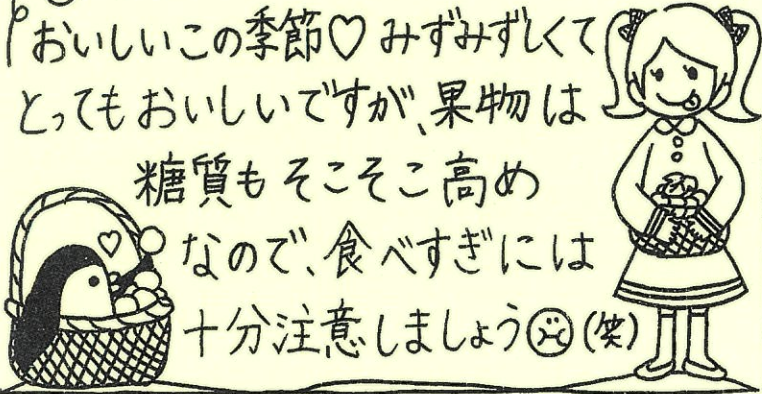 おいしいこの季節♡みずみずしくて
とってもおいしいですが、果物は
糖質もそこそこ高め
なので、食べすぎには
十分注意しましょう☹(笑)